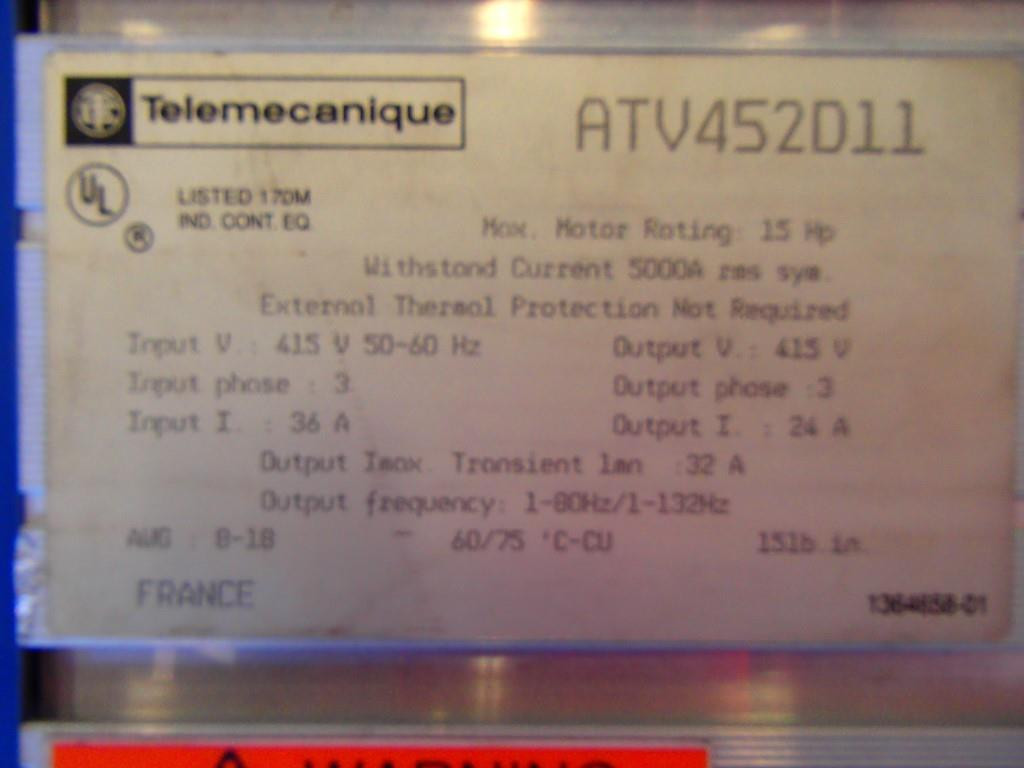 Telemecanique
ATV452D11
UL
®
LISTED 170M
IND. CONT. EQ.
Max. Motor Rating: 15 Hp
Withstand Current 5000A rms sym.
External Thermal Protection Not Required
Input V.: 415 V 50-60 Hz
Output V.: 415 V
Input phase : 3
Output phase :3
Input I. : 36 A
Output I. : 24 A
Output Imax. Transient 1mn :32 A
Output frequency: 1-80Hz/1-132Hz
AWG : 8-18 - 60/75 'C-CU 15lb.in.
FRANCE
1364658-01
WARNING